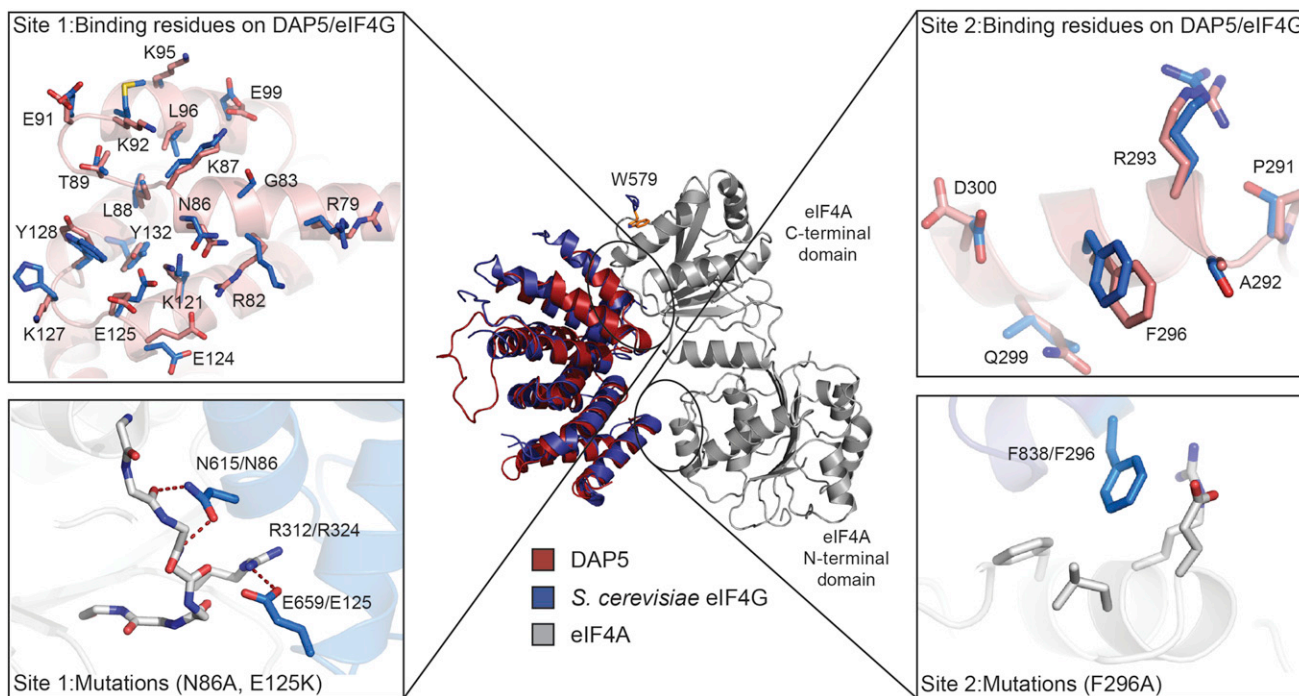 Site 1:Binding residues on DAP5/eIF4G
K95
E91
E99
L96
K92
K87
T89
G83
L88
N86
R79
Y128
Y132
K121
R82
K127
E125
E124
Site 2:Binding residues on DAP5/eIF4G
R293
P291
D300
A292
F296
Q299
W579
eIF4A
C-terminal
domain
eIF4A
N-terminal
domain
DAP5
S. cerevisiae eIF4G
eIF4A
N615/N86
R312/R324
E659/E125
Site 1:Mutations (N86A, E125K)
F838/F296
Site 2:Mutations (F296A)